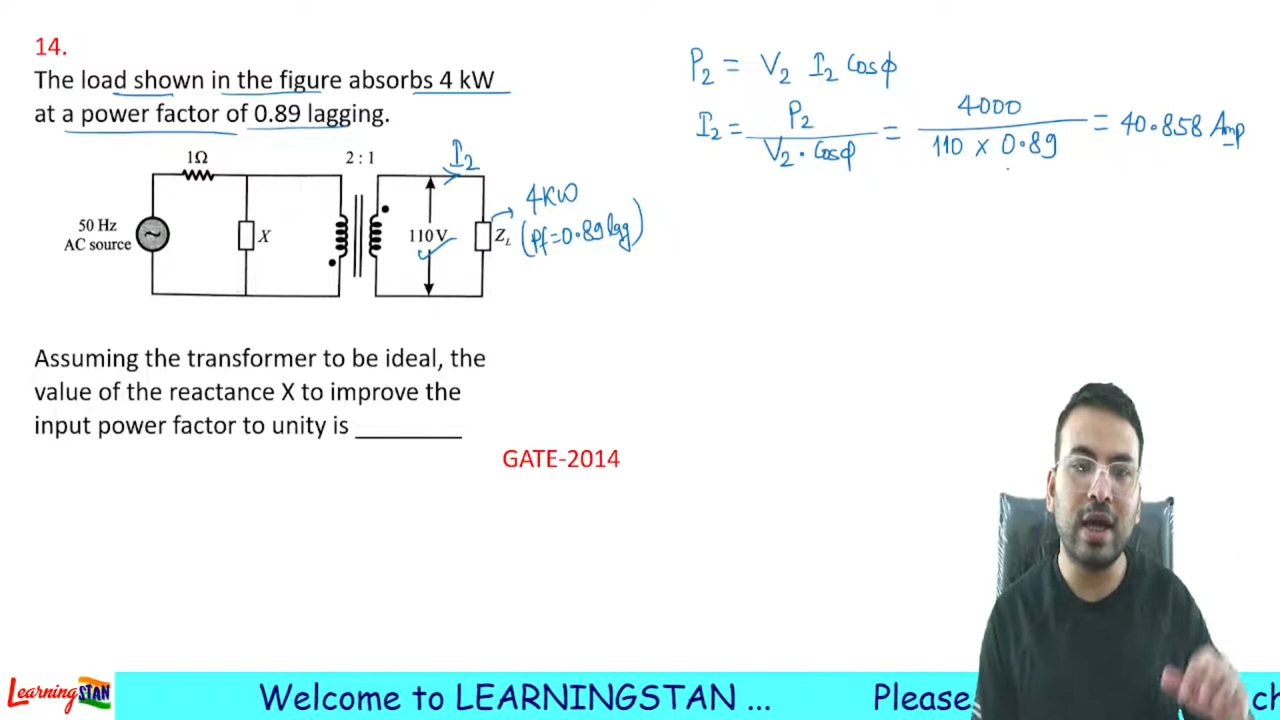 14.
The load shown in the figure absorbs 4 kW
at a power factor of 0.89 lagging.
1Ω
2 : 1
I2
50 Hz
AC source
~
X
110 V
ZL
4KW
(pf=0.89 lag)
Assuming the transformer to be ideal, the
value of the reactance X to improve the
input power factor to unity is ________
GATE-2014
P2 = V2 I2 Cosφ
I2 = P2 / V2 · Cosφ = 4000 / 110 × 0.89 = 40.858 Amp
Learning STAN
Welcome to LEARNINGSTAN ... Please